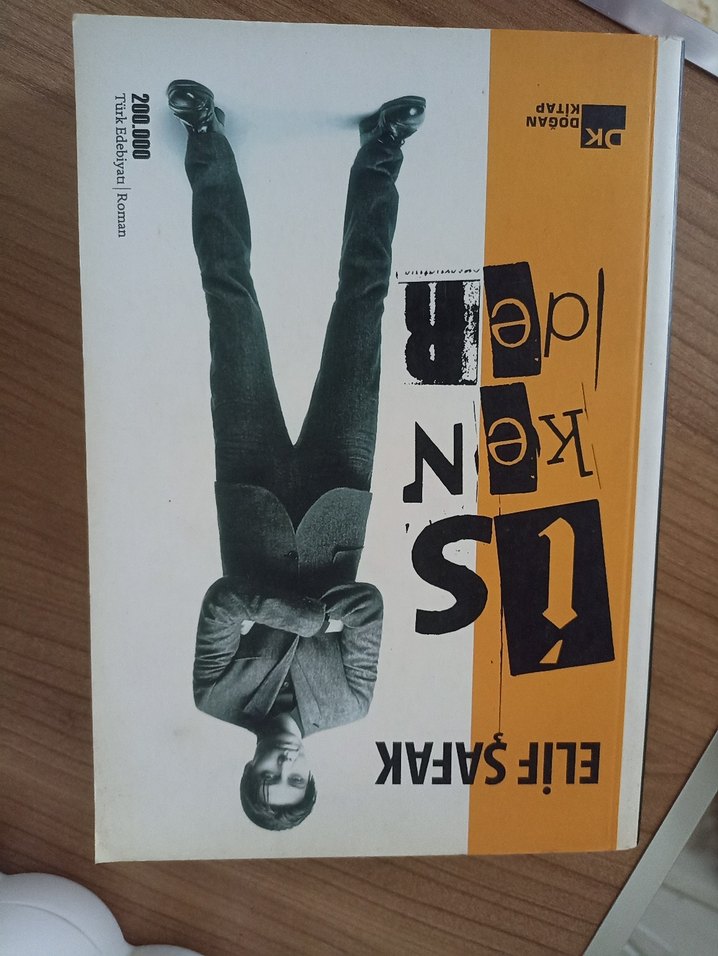 ELİF ŞAFAK
İS
KeN
deR
DK
DOĞAN
KİTAP
200.000
Türk Edebiyatı | Roman